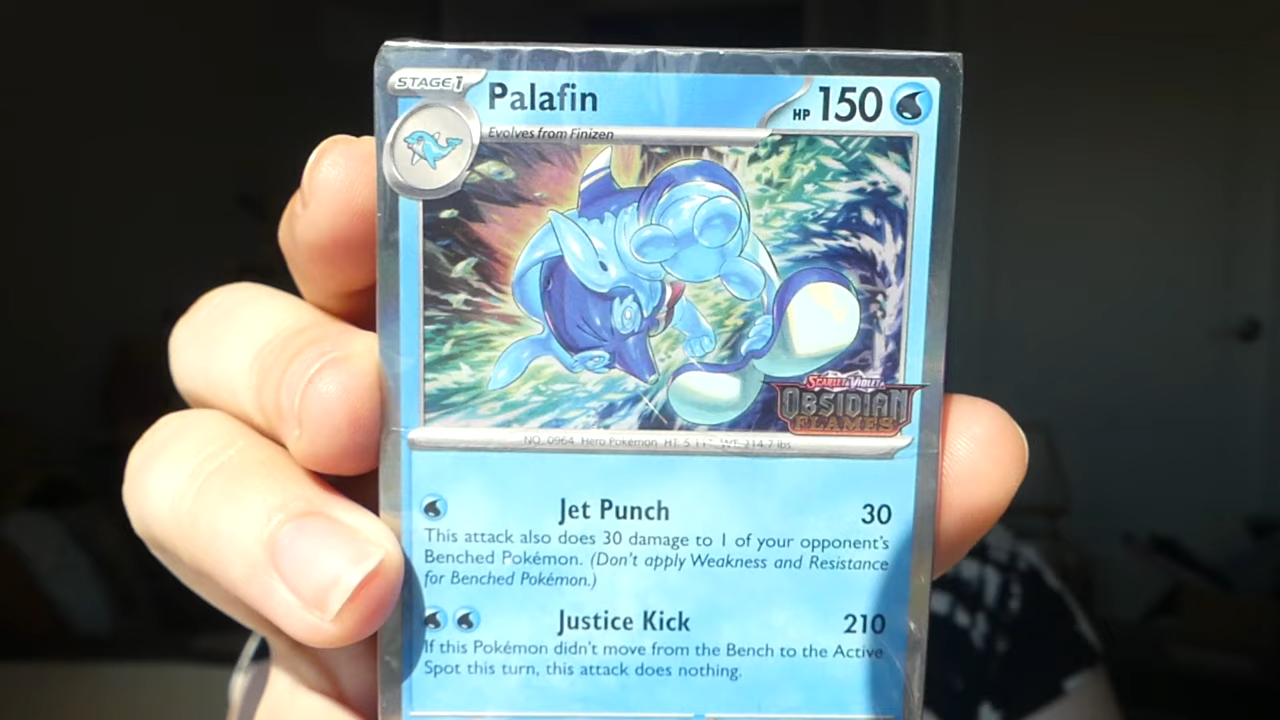 STAGE 1
Palafin
HP 150
Evolves from Finizen
SCARLET & VIOLET
OBSIDIAN
FLAMES
NO. 0964 Hero Pokémon HT: 5'11" WT: 214.7 lbs
Jet Punch 30
This attack also does 30 damage to 1 of your opponent's
Benched Pokémon. (Don't apply Weakness and Resistance
for Benched Pokémon.)
Justice Kick 210
If this Pokémon didn't move from the Bench to the Active
Spot this turn, this attack does nothing.